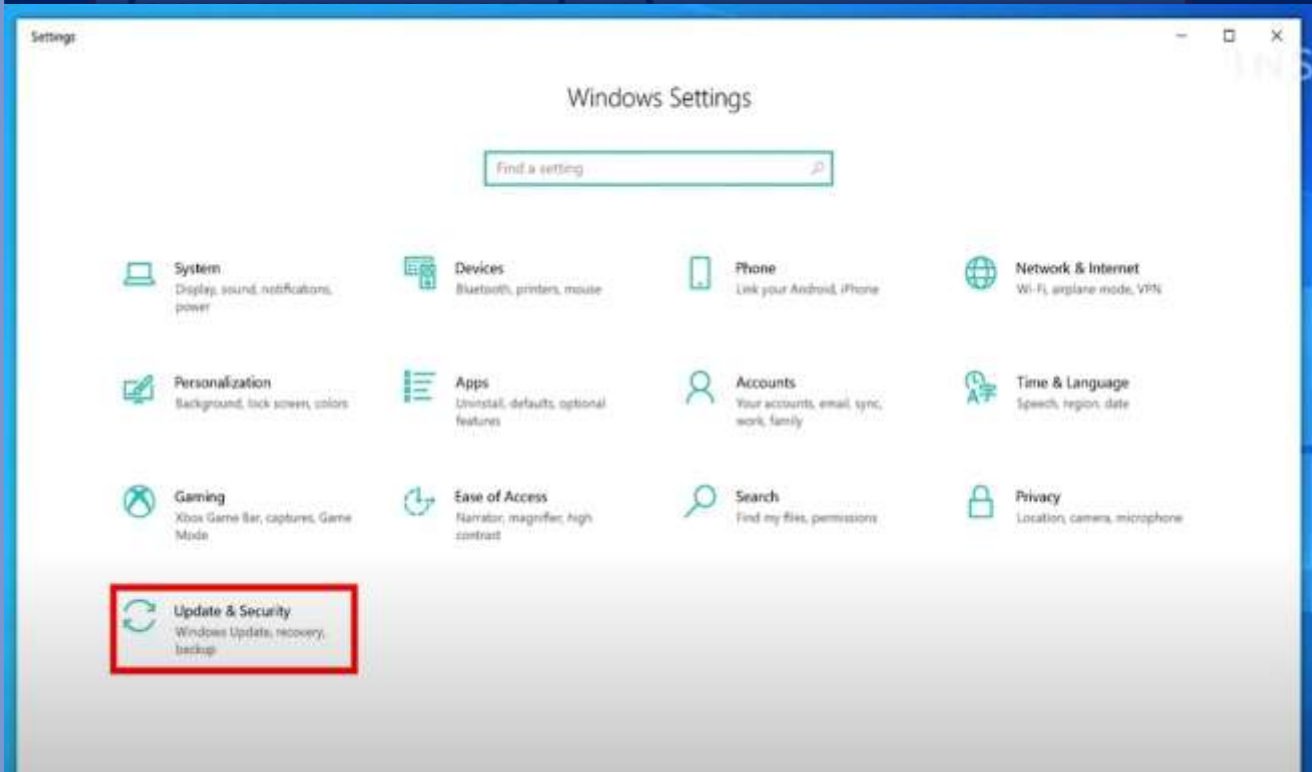 Settings
INS
Windows Settings
Find a setting
System
Display, sound, notifications,
power
Devices
Bluetooth, printers, mouse
Phone
Link your Android, iPhone
Network & Internet
Wi-Fi, airplane mode, VPN
Personalization
Background, lock screen, colors
Apps
Uninstall, defaults, optional
features
Accounts
Your accounts, email, sync,
work, family
Time & Language
Speech, region, date
Gaming
Xbox Game Bar, captures, Game
Mode
Ease of Access
Narrator, magnifier, high
contrast
Search
Find my files, permissions
Privacy
Location, camera, microphone
Update & Security
Windows Update, recovery,
backup